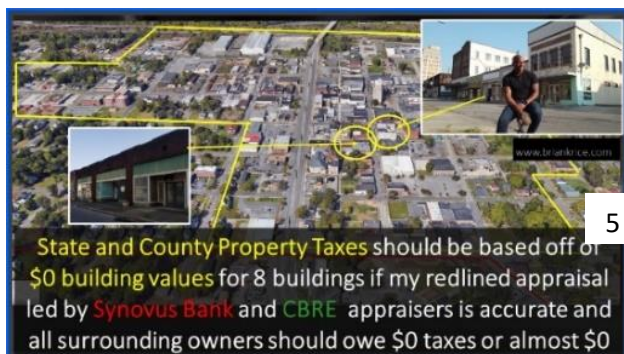 www.briankrice.com
5
State and County Property Taxes should be based off of
$0 building values for 8 buildings if my redlined appraisal
led by Synovus Bank and CBRE appraisers is accurate and
all surrounding owners should owe $0 taxes or almost $0